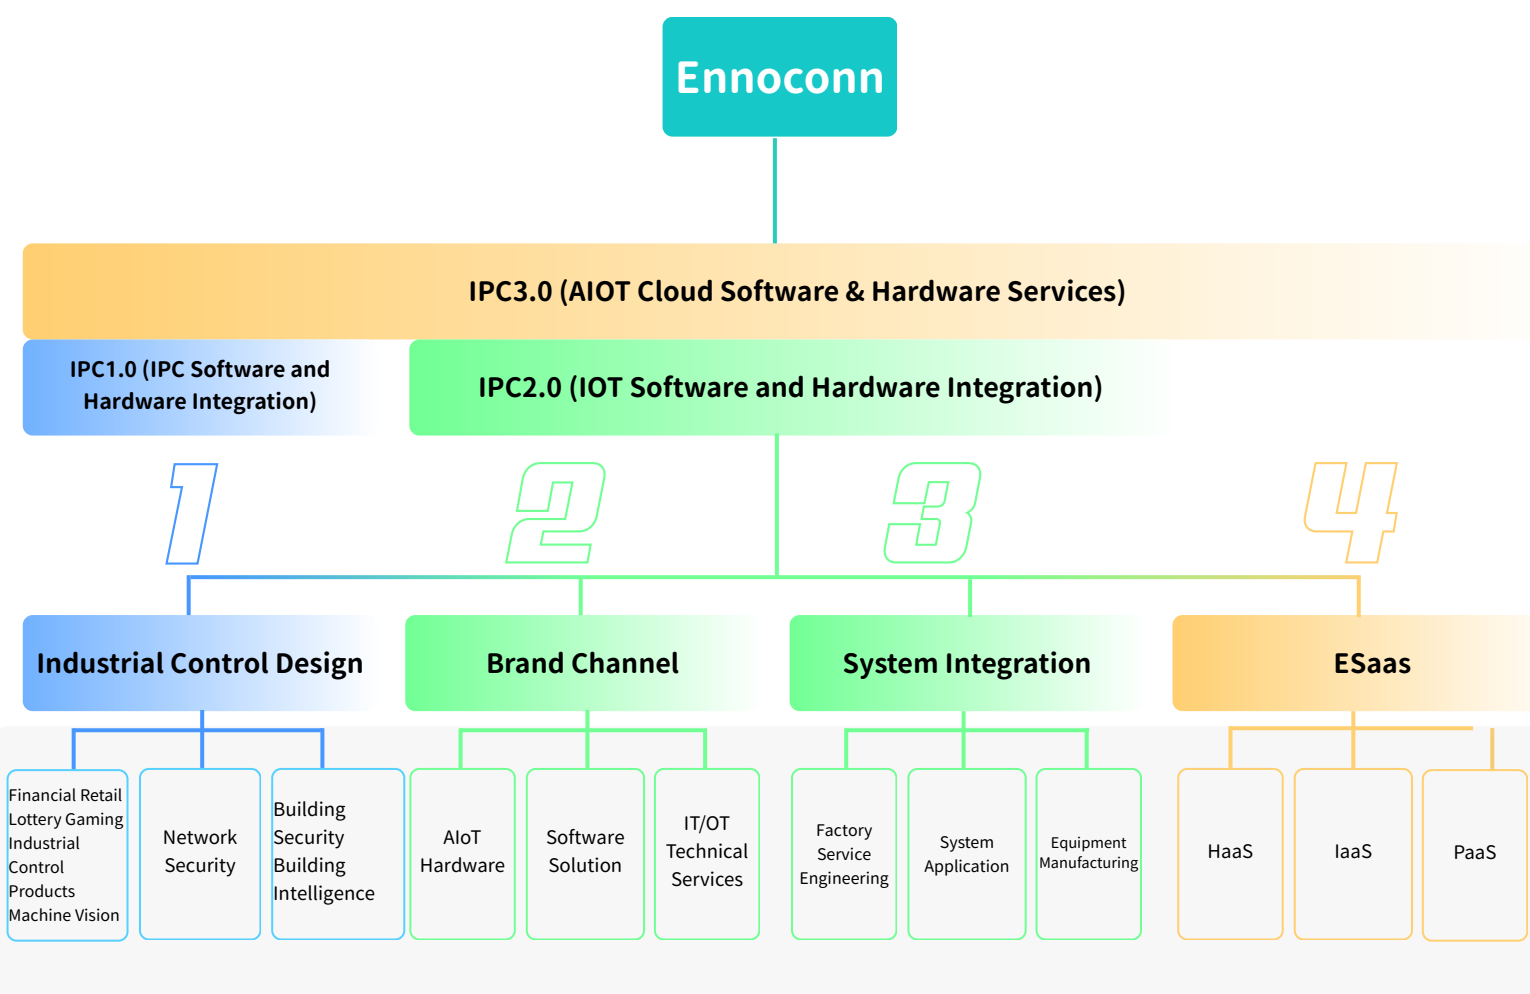 Ennoconn
IPC3.0 (AIOT Cloud Software & Hardware Services)
IPC1.0 (IPC Software and
Hardware Integration)
IPC2.0 (IOT Software and Hardware Integration)
1
2
3
4
Industrial Control Design
Brand Channel
System Integration
ESaas
Financial Retail
Lottery Gaming
Industrial
Control
Products
Machine Vision
Network
Security
Building
Security
Building
Intelligence
AIoT
Hardware
Software
Solution
IT/OT
Technical
Services
Factory
Service
Engineering
System
Application
Equipment
Manufacturing
HaaS
IaaS
PaaS